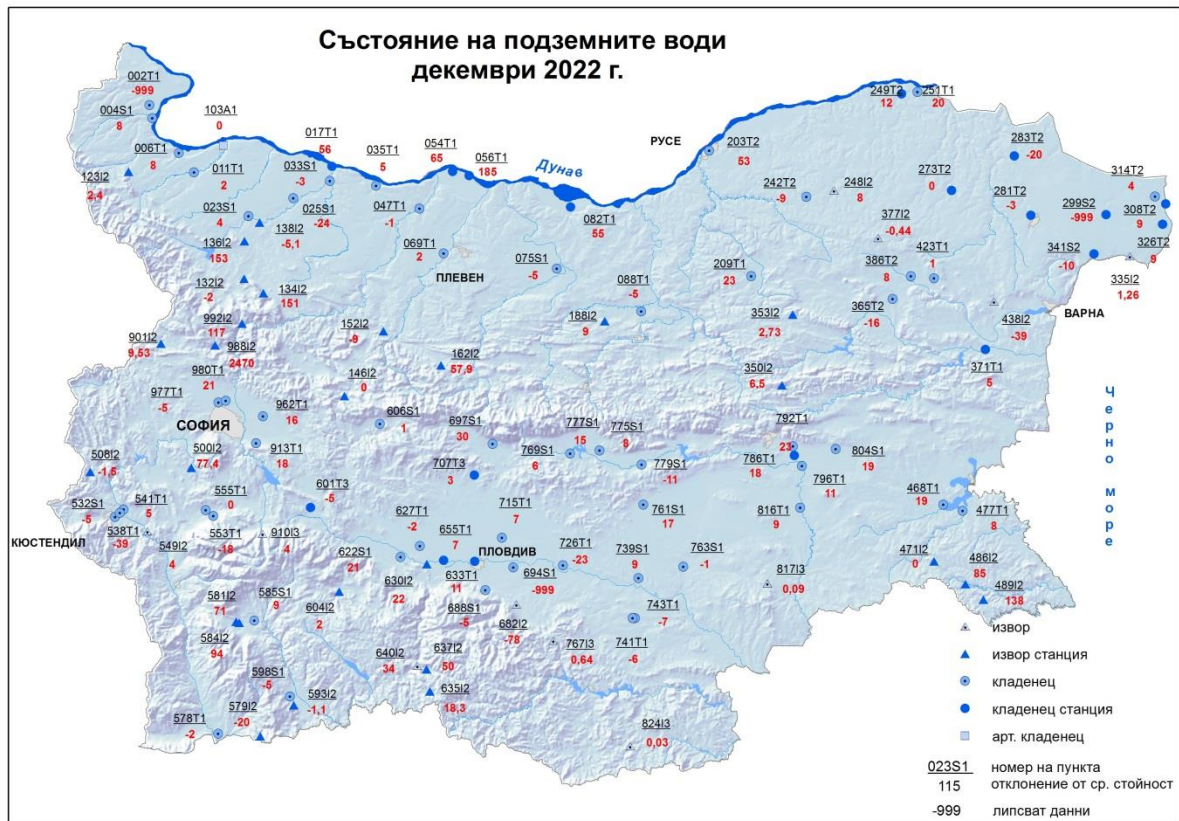 Състояние на подземните води
декември 2022 г.
002T1
-999
004S1
8
103A1
0
006T1
8
011T1
2
017T1
56
033S1
-3
035T1
5
054T1
65
056T1
185
Дунав
РУСЕ
203T2
53
249T2
12
251T1
20
283T2
-20
123I2
2,4
023S1
4
025S1
-24
138I2
-5,1
136I2
153
047T1
-1
069T1
2
ПЛЕВЕН
075S1
-5
082T1
55
088T1
-5
242T2
-9
248I2
8
273T2
0
281T2
-3
299S2
-999
314T2
4
308T2
9
326T2
9
377I2
-0,44
423T1
1
386T2
8
341S2
-10
335I2
1,26
ВАРНА
209T1
23
365T2
-16
438I2
-39
132I2
-2
134I2
151
992I2
117
901I2
9,53
988I2
2470
152I2
-9
188I2
9
353I2
2,73
162I2
57,9
146I2
0
350I2
6,5
371T1
5
980T1
21
977T1
-5
962T1
16
СОФИЯ
606S1
1
697S1
30
777S1
15
775S1
8
769S1
6
779S1
-11
792T1
23
786T1
18
804S1
19
796T1
11
Черно море
508I2
-1,5
500I2
77,4
913T1
18
707T3
3
601T3
-5
555T1
0
532S1
-5
541T1
5
538T1
-39
КЮСТЕНДИЛ
549I2
4
553T1
-18
910I3
4
627T1
-2
655T1
7
715T1
7
761S1
17
816T1
9
468T1
19
477T1
8
622S1
21
ПЛОВДИВ
726T1
-23
739S1
9
763S1
-1
471I2
0
486I2
85
489I2
138
630I2
22
633T1
11
694S1
-999
817I3
0,09
581I2
71
585S1
9
604I2
2
688S1
-5
682I2
-78
743T1
-7
741T1
-6
584I2
94
640I2
34
637I2
50
767I3
0,64
635I2
18,3
598S1
-5
593I2
-1,1
579I2
-20
578T1
-2
824I3
0,03
извор
извор станция
кладенец
кладенец станция
арт. кладенец
023S1 номер на пункта
115 отклонение от ср. стойност
-999 липсват данни